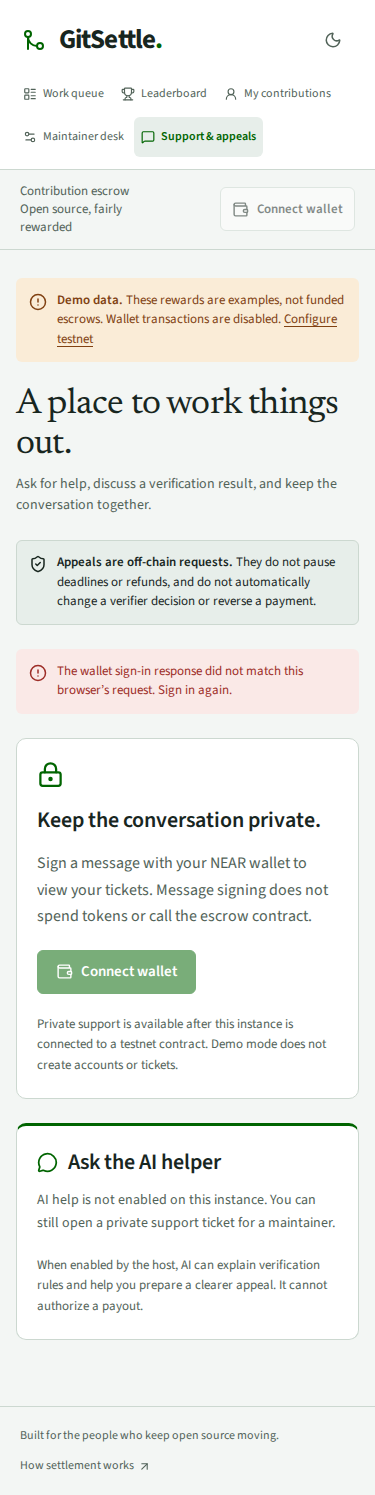 GitSettle.
Work queue
Leaderboard
My contributions
Maintainer desk
Support & appeals
Contribution escrow
Open source, fairly
rewarded
Connect wallet
Demo data. These rewards are examples, not funded
escrows. Wallet transactions are disabled. Configure
testnet
A place to work things
out.
Ask for help, discuss a verification result, and keep the
conversation together.
Appeals are off-chain requests. They do not pause
deadlines or refunds, and do not automatically
change a verifier decision or reverse a payment.
The wallet sign-in response did not match this
browser’s request. Sign in again.
Keep the conversation private.
Sign a message with your NEAR wallet to
view your tickets. Message signing does not
spend tokens or call the escrow contract.
Connect wallet
Private support is available after this instance is
connected to a testnet contract. Demo mode does not
create accounts or tickets.
Ask the AI helper
AI help is not enabled on this instance. You can
still open a private support ticket for a maintainer.
When enabled by the host, AI can explain verification
rules and help you prepare a clearer appeal. It cannot
authorize a payout.
Built for the people who keep open source moving.
How settlement works